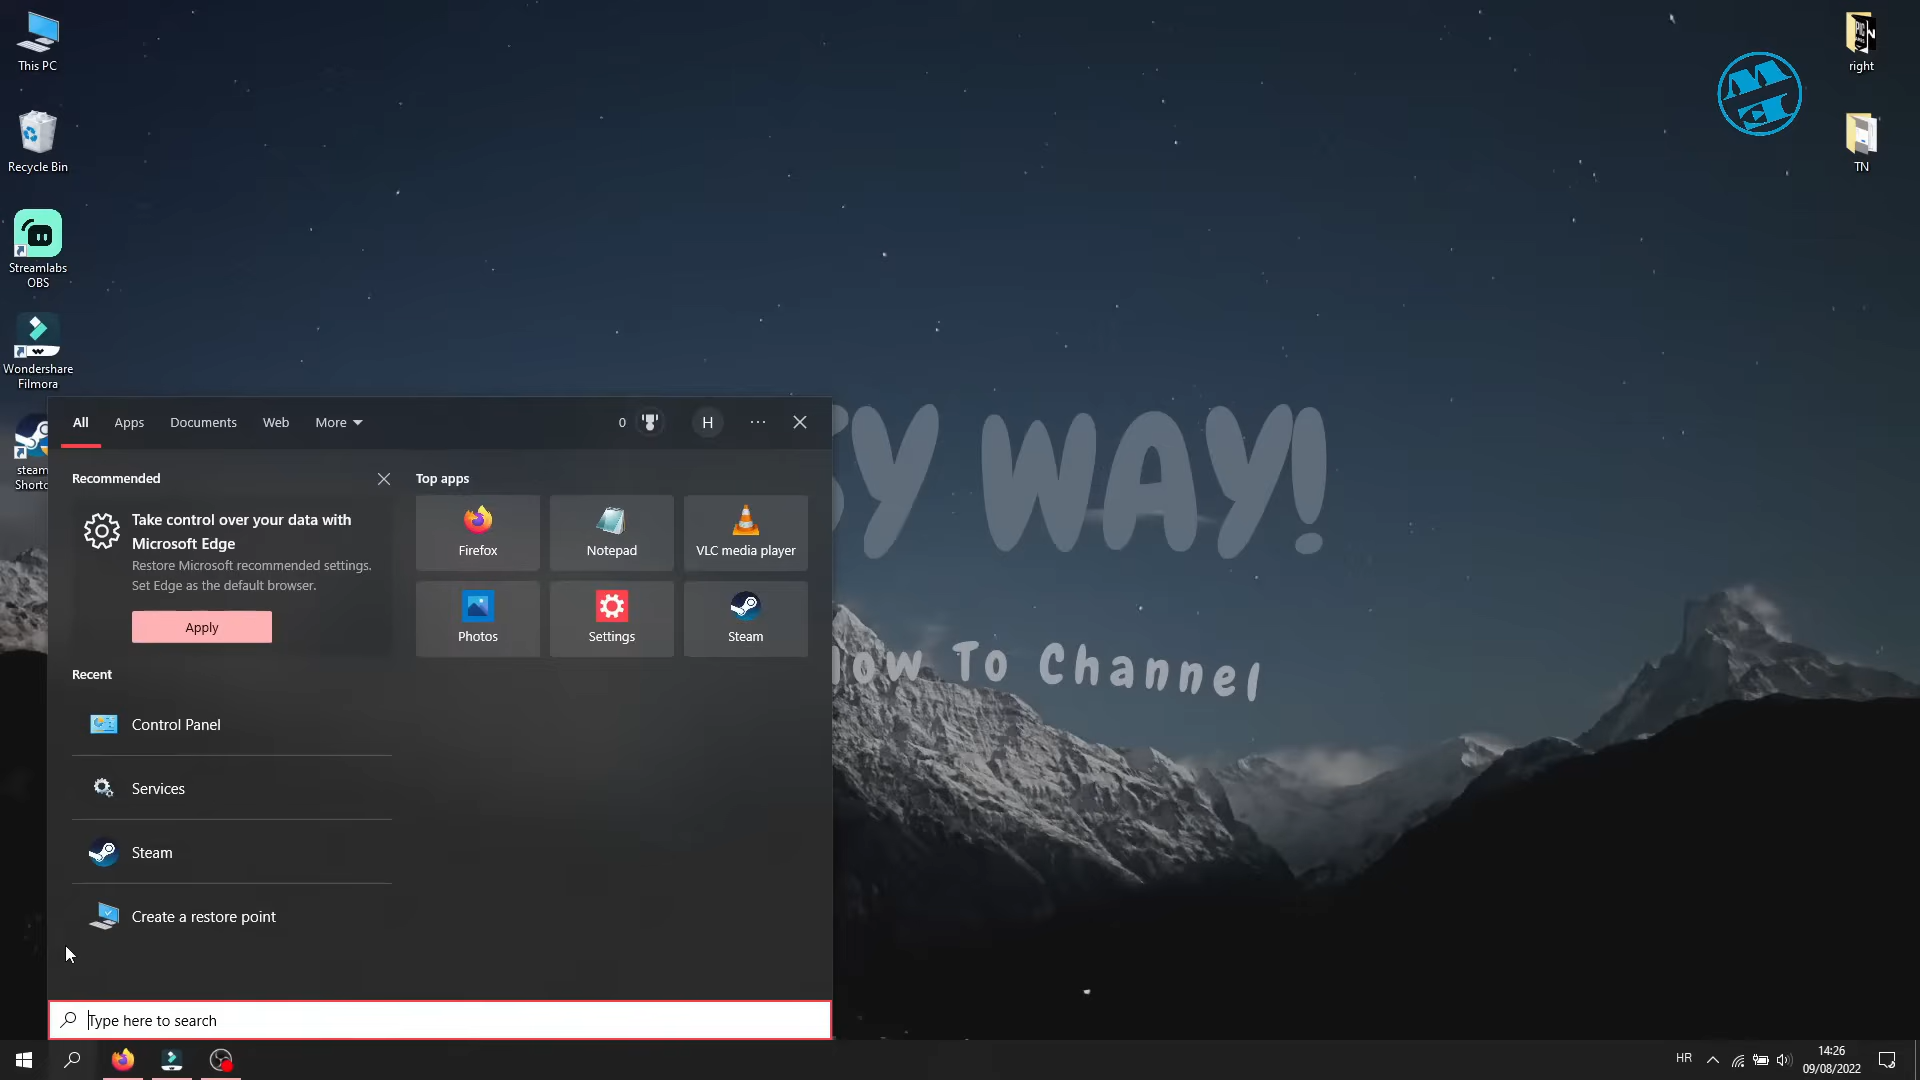 This PC
Recycle Bin
Streamlabs
OBS
Wondershare
Filmora
steam
Shortc
right
TN
WAY!
How To Channel
All Apps Documents Web More 0 H
Recommended
Take control over your data with
Microsoft Edge
Restore Microsoft recommended settings.
Set Edge as the default browser.
Apply
Top apps
Firefox Notepad VLC media player
Photos Settings Steam
Recent
Control Panel
Services
Steam
Create a restore point
Type here to search
HR
14:26
09/08/2022